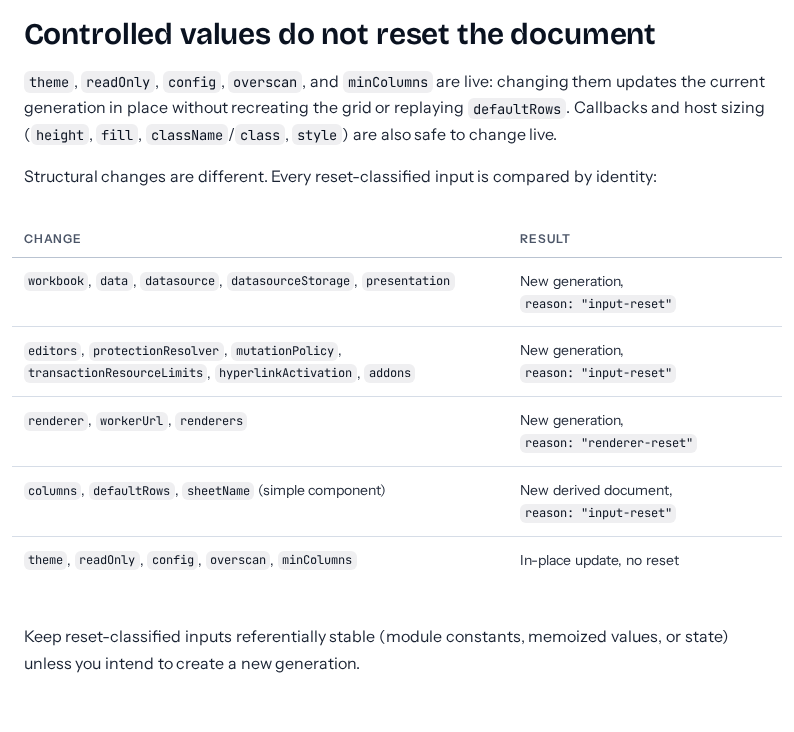 Controlled values do not reset the document
theme, readOnly, config, overscan, and minColumns are live: changing them updates the current
generation in place without recreating the grid or replaying defaultRows. Callbacks and host sizing
(height, fill, className/class, style) are also safe to change live.
Structural changes are different. Every reset-classified input is compared by identity:
CHANGE RESULT
workbook, data, datasource, datasourceStorage, presentation New generation,
reason: "input-reset"
editors, protectionResolver, mutationPolicy, New generation,
transactionResourceLimits, hyperlinkActivation, addons reason: "input-reset"
renderer, workerUrl, renderers New generation,
reason: "renderer-reset"
columns, defaultRows, sheetName (simple component) New derived document,
reason: "input-reset"
theme, readOnly, config, overscan, minColumns In-place update, no reset
Keep reset-classified inputs referentially stable (module constants, memoized values, or state)
unless you intend to create a new generation.